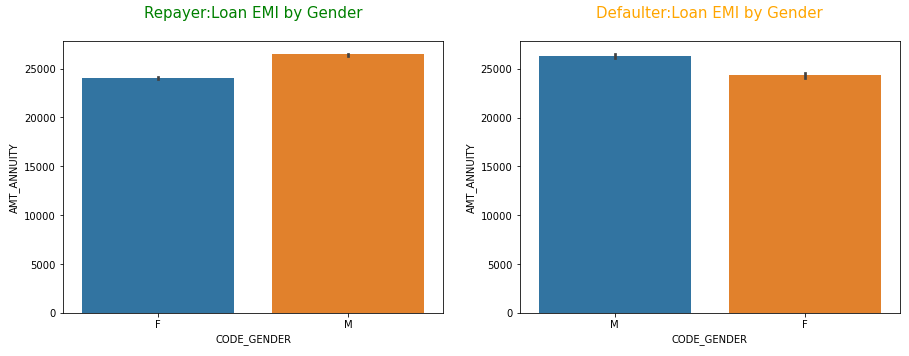 Repayer:Loan EMI by Gender
AMT_ANNUITY
25000
20000
15000
10000
5000
0
F M
CODE_GENDER
Defaulter:Loan EMI by Gender
AMT_ANNUITY
25000
20000
15000
10000
5000
0
M F
CODE_GENDER